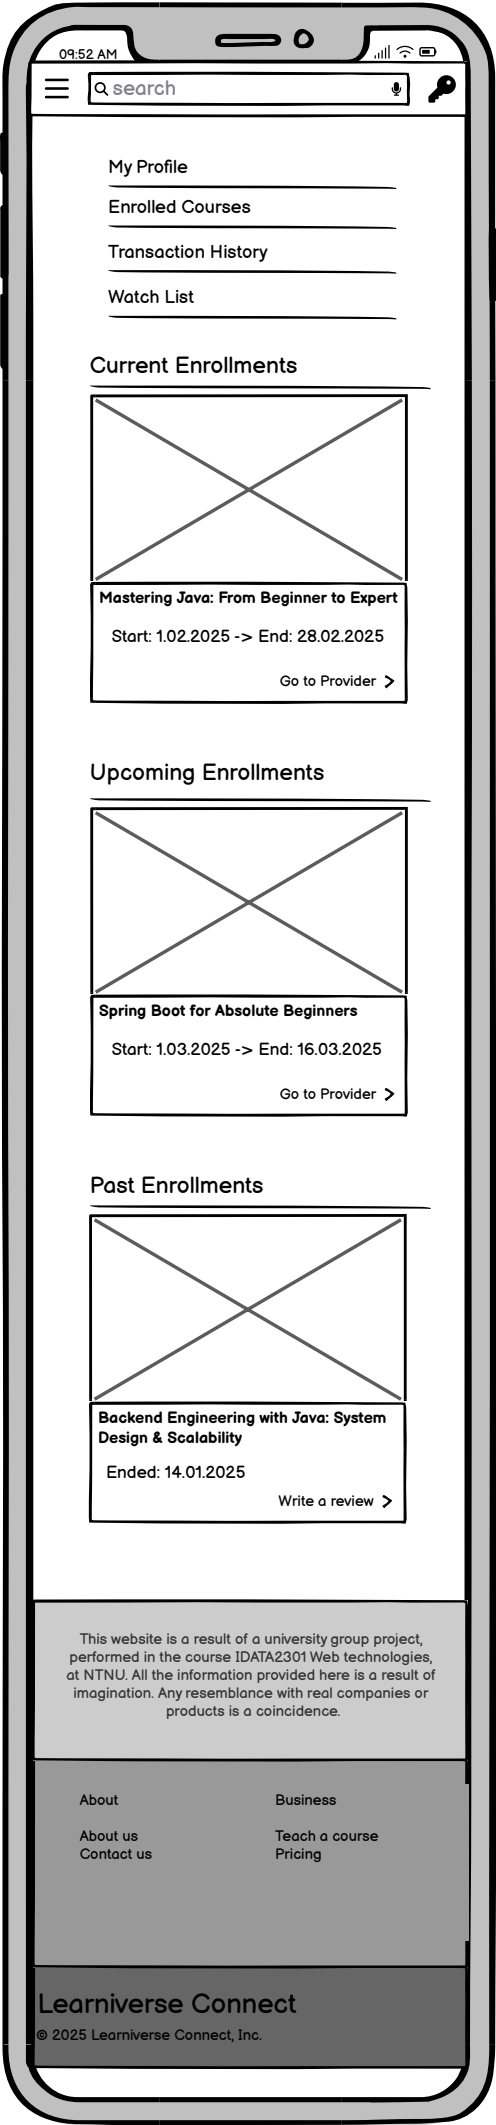 09:52 AM
search
My Profile
Enrolled Courses
Transaction History
Watch List
Current Enrollments
Mastering Java: From Beginner to Expert
Start: 1.02.2025 -> End: 28.02.2025
Go to Provider
Upcoming Enrollments
Spring Boot for Absolute Beginners
Start: 1.03.2025 -> End: 16.03.2025
Go to Provider
Past Enrollments
Backend Engineering with Java: System
Design & Scalability
Ended: 14.01.2025
Write a review
This website is a result of a university group project,
performed in the course IDATA2301 Web technologies,
at NTNU. All the information provided here is a result of
imagination. Any resemblance with real companies or
products is a coincidence.
About
About us
Contact us
Business
Teach a course
Pricing
Learniverse Connect
© 2025 Learniverse Connect, Inc.